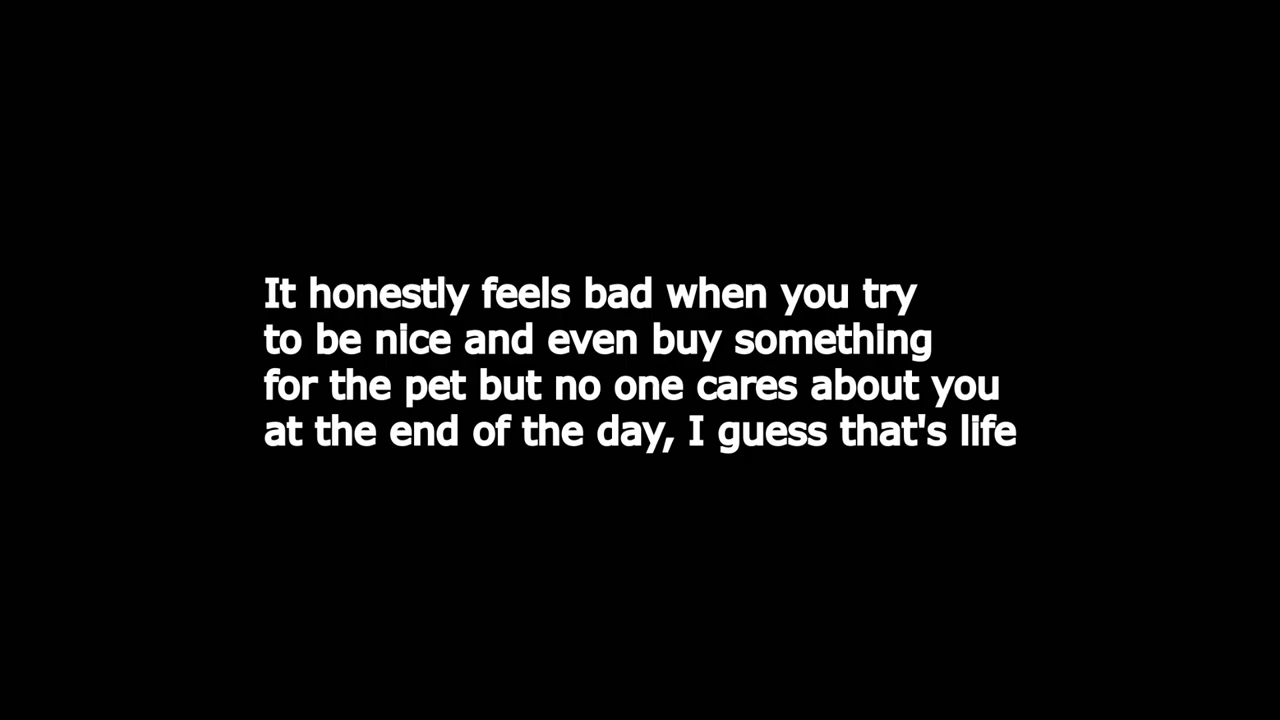 It honestly feels bad when you try
to be nice and even buy something
for the pet but no one cares about you
at the end of the day, I guess that's life